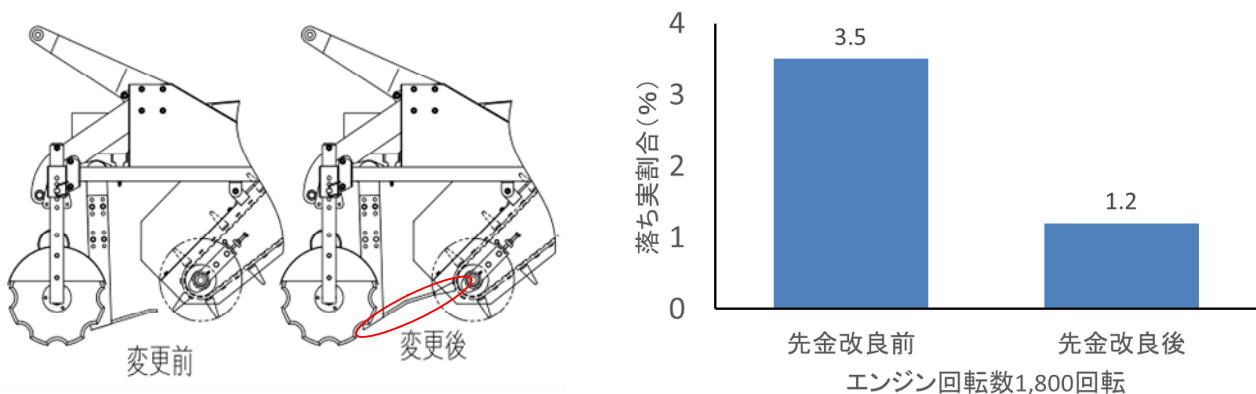 変更前
変更後
4
3
2
1
0
落ち実割合(%)
3.5
1.2
先金改良前
先金改良後
エンジン回転数1,800回転